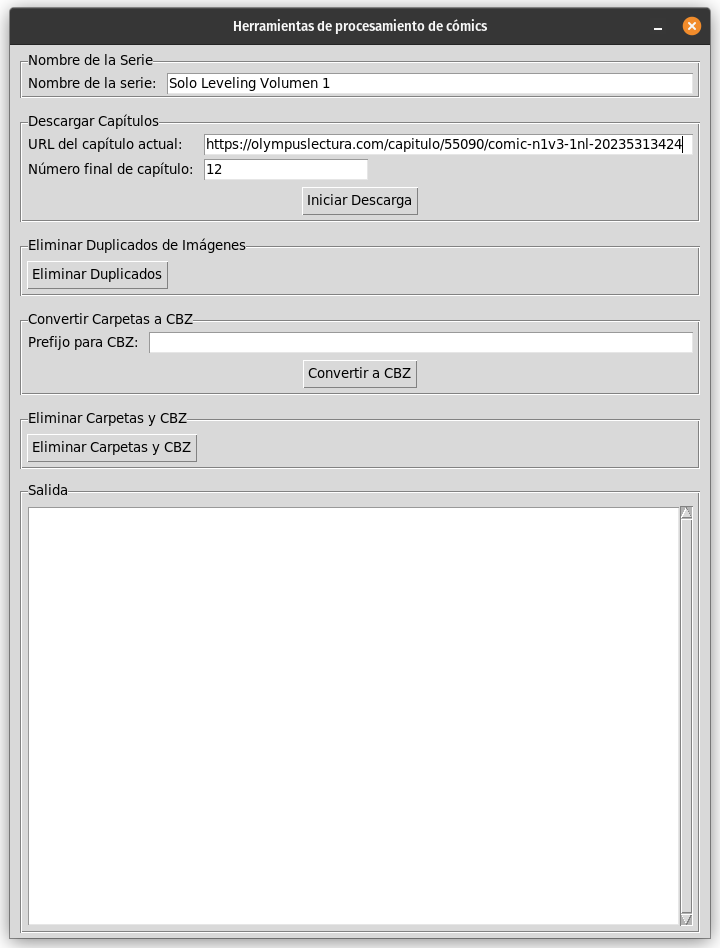 Herramientas de procesamiento de cómics
Nombre de la Serie
Nombre de la serie: Solo Leveling Volumen 1
Descargar Capítulos
URL del capítulo actual: https://olympuslectura.com/capitulo/55090/comic-n1v3-1nl-20235313424
Número final de capítulo: 12
Iniciar Descarga
Eliminar Duplicados de Imágenes
Eliminar Duplicados
Convertir Carpetas a CBZ
Prefijo para CBZ:
Convertir a CBZ
Eliminar Carpetas y CBZ
Eliminar Carpetas y CBZ
Salida